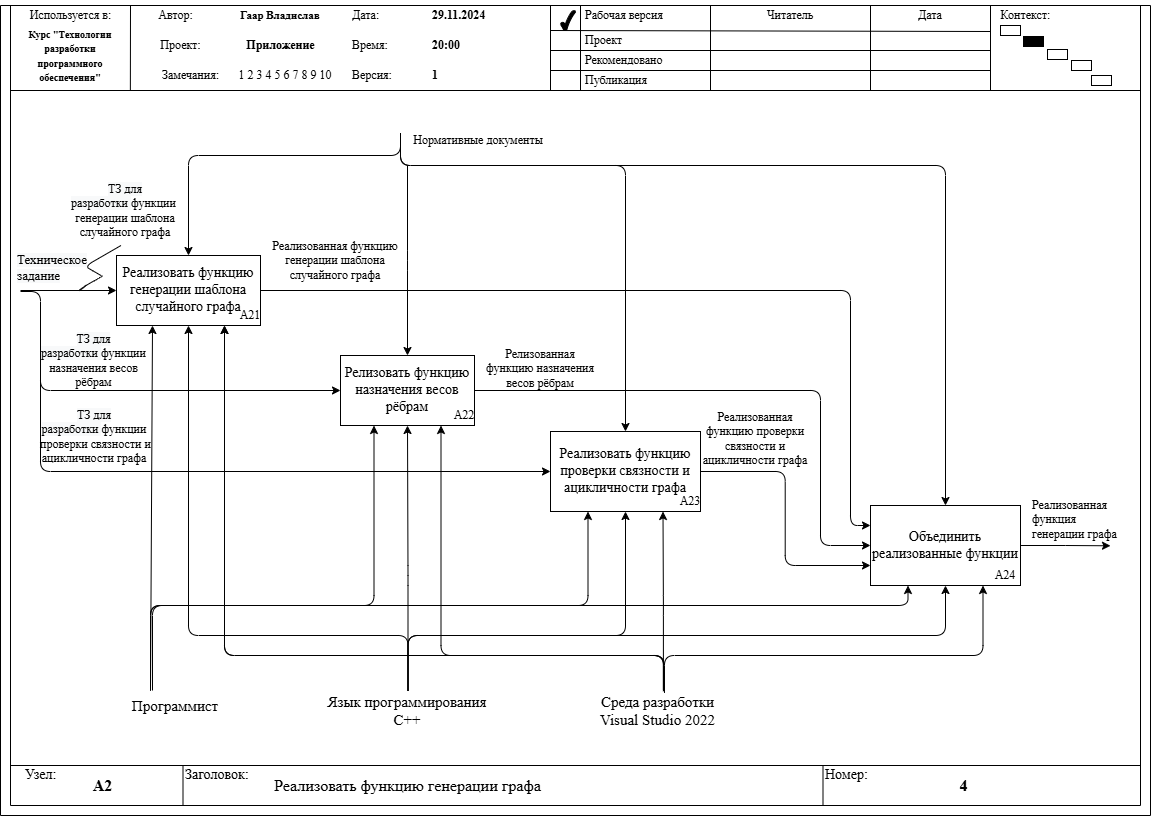 Используется в:
Курс "Технологии
разработки
программного
обеспечения"
Автор:
Гаар Владислав
Дата:
29.11.2024
Проект:
Приложение
Время:
20:00
Замечания:
1 2 3 4 5 6 7 8 9 10
Версия:
1
Рабочая версия
Проект
Рекомендовано
Публикация
Читатель
Дата
Контекст:
Нормативные документы
ТЗ для
разработки функции
генерации шаблона
случайного графа
Техническое
задание
Реализовать функцию
генерации шаблона
случайного графа
A21
Реализованная функцию
генерации шаблона
случайного графа
ТЗ для
разработки функции
назначения весов
рёбрам
Релизовать функцию
назначения весов
рёбрам
A22
Релизованная
функцию назначения
весов рёбрам
ТЗ для
разработки функции
проверки связности и
ацикличности графа
Реализовать функцию
проверки связности и
ацикличности графа
A23
Реализованная
функцию проверки
связности и
ацикличности графа
Объединить
реализованные функции
A24
Реализованная
функция
генерации графа
Программист
Язык программирования
C++
Среда разработки
Visual Studio 2022
Узел:
A2
Заголовок:
Реализовать функцию генерации графа
Номер:
4